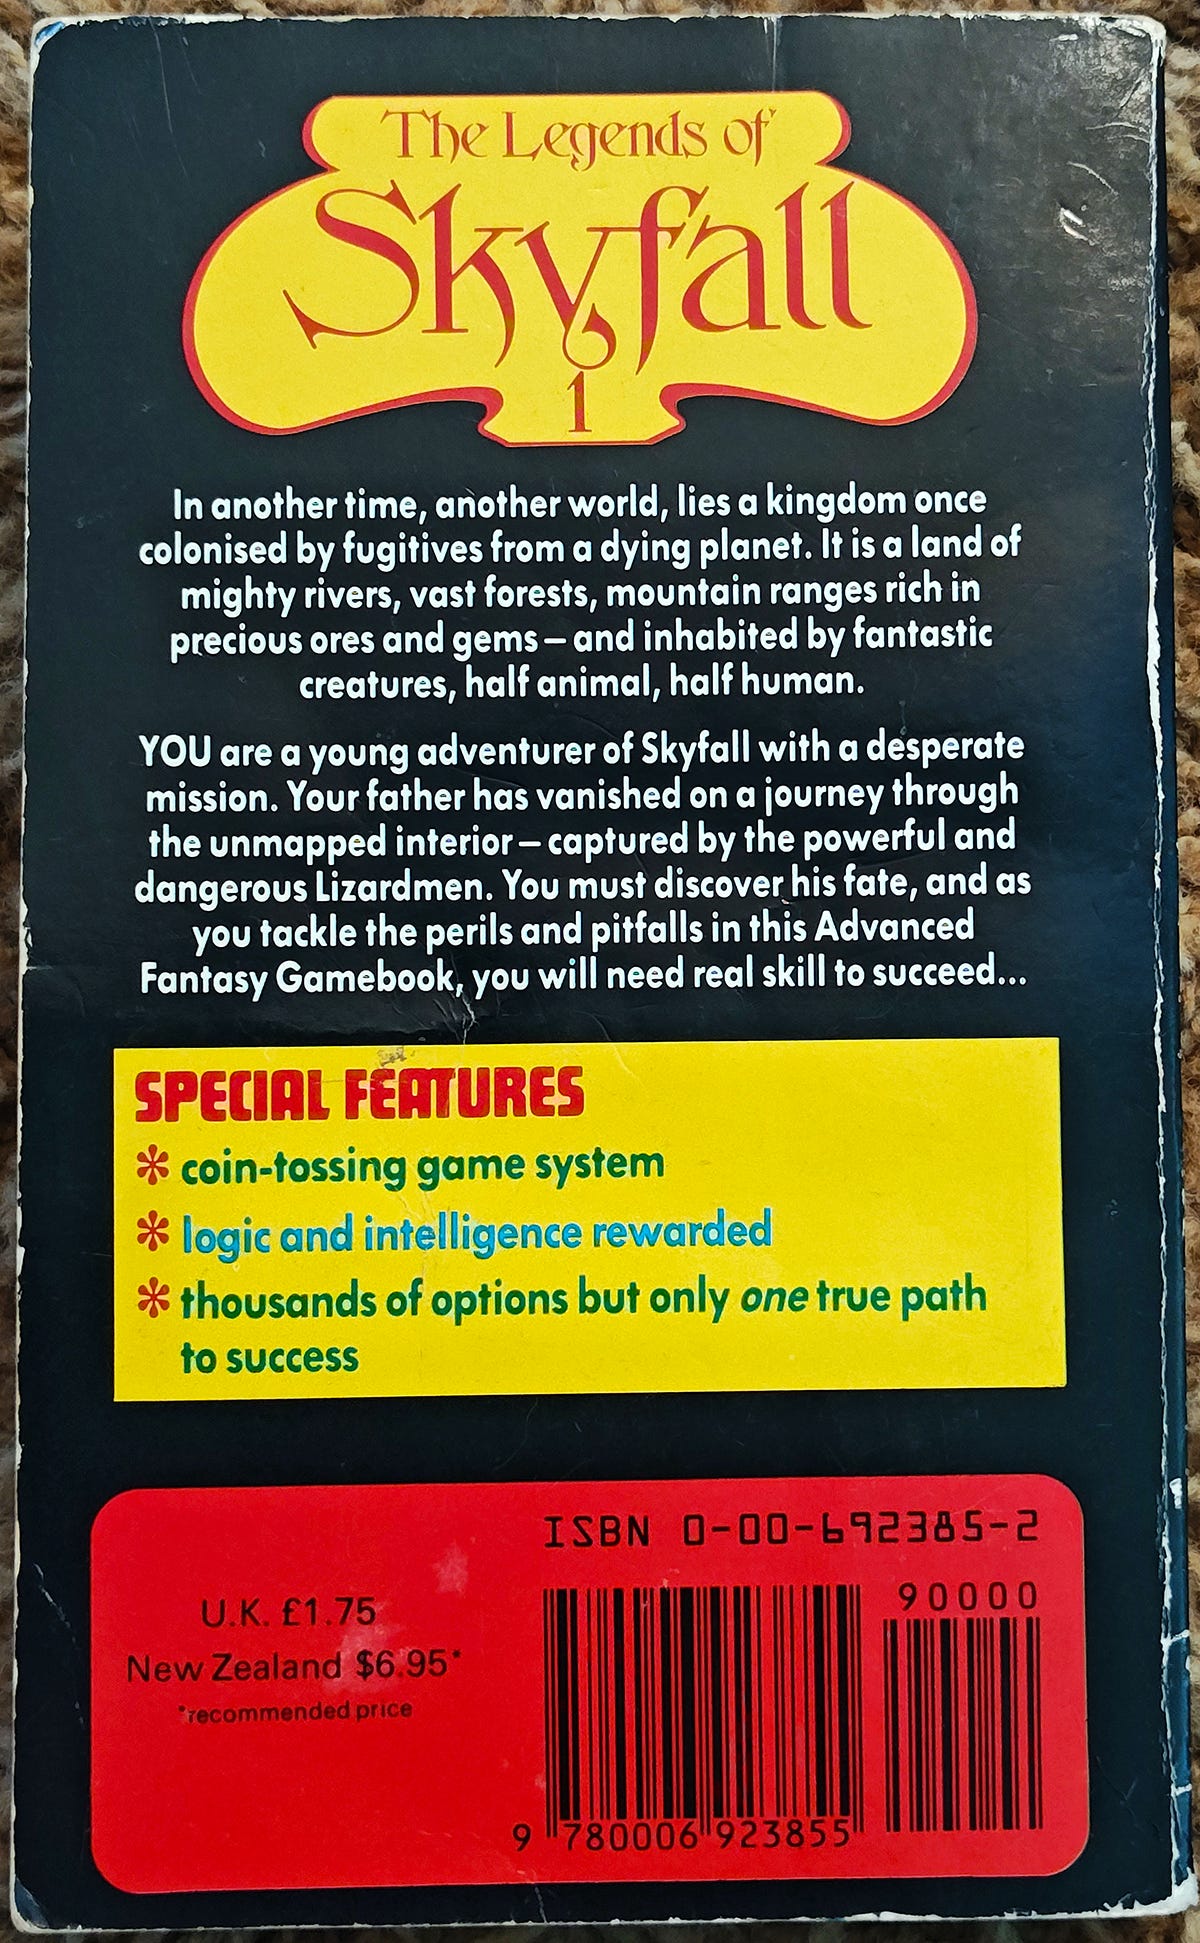 The Legends of
Skyfall
1
In another time, another world, lies a kingdom once
colonised by fugitives from a dying planet. It is a land of
mighty rivers, vast forests, mountain ranges rich in
precious ores and gems – and inhabited by fantastic
creatures, half animal, half human.
YOU are a young adventurer of Skyfall with a desperate
mission. Your father has vanished on a journey through
the unmapped interior – captured by the powerful and
dangerous Lizardmen. You must discover his fate, and as
you tackle the perils and pitfalls in this Advanced
Fantasy Gamebook, you will need real skill to succeed...
SPECIAL FEATURES
* coin-tossing game system
* logic and intelligence rewarded
* thousands of options but only one true path
to success
ISBN 0-00-692385-2
90000
U.K. £1.75
New Zealand $6.95*
*recommended price
9 780006 923855